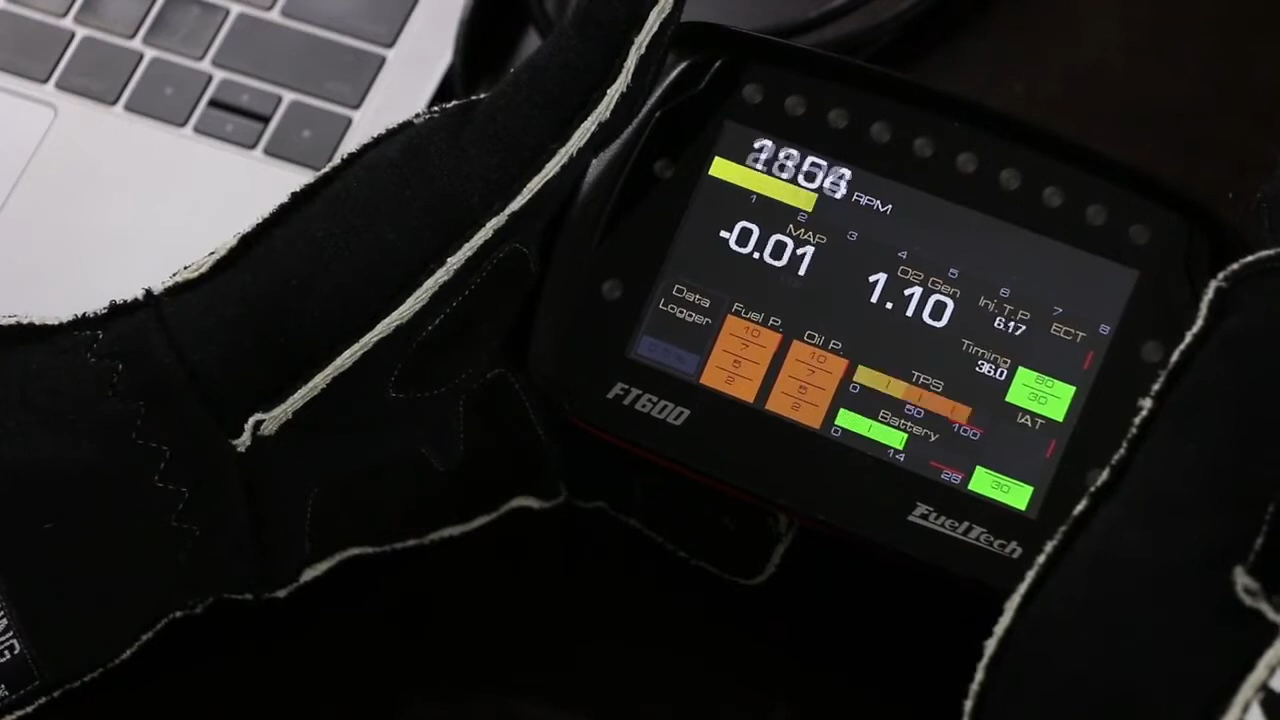 RPM
1 2 3 4 5 6 7 8
MAP
-0.01
O2 Gen
1.10
Inj. T.P
6.17
ECT
80
30
Timing
36.0
Data
Logger
Fuel P.
10
7
5
2
Oil P.
10
7
5
2
TPS
0 50 100
Battery
0 14 26
IAT
30
FT600
FuelTech